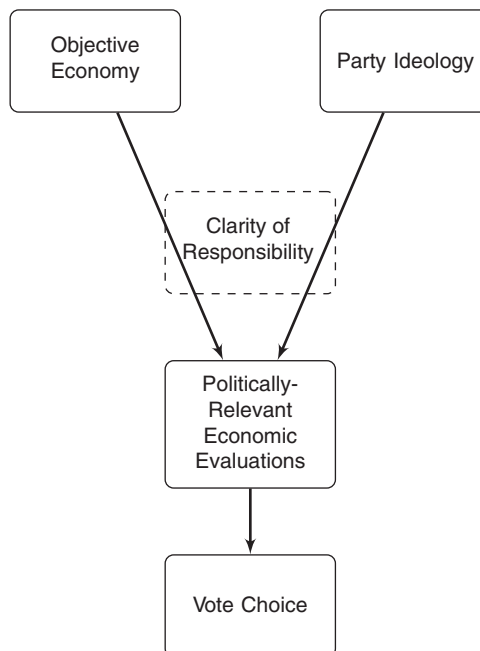 Objective
Economy
Party Ideology
Clarity of
Responsibility
Politically-
Relevant
Economic
Evaluations
Vote Choice